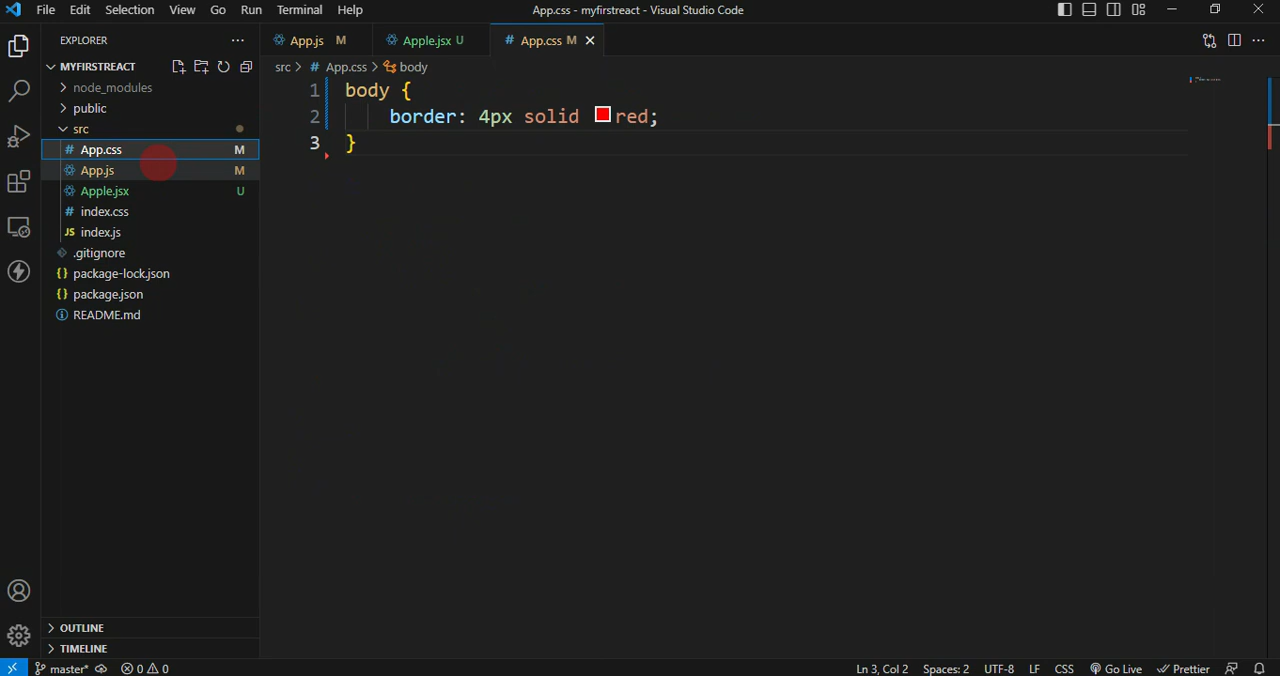 File Edit Selection View Go Run Terminal Help App.css - myfirstreact - Visual Studio Code
EXPLORER
MYFIRSTREACT
node_modules
public
src
# App.css M
App.js M
Apple.jsx U
# index.css
JS index.js
.gitignore
{} package-lock.json
{} package.json
README.md
OUTLINE
TIMELINE
App.js M Apple.jsx U # App.css M
src > # App.css > body
1 body {
2 border: 4px solid red;
3 }
master* 0 0 Ln 3, Col 2 Spaces: 2 UTF-8 LF CSS Go Live Prettier